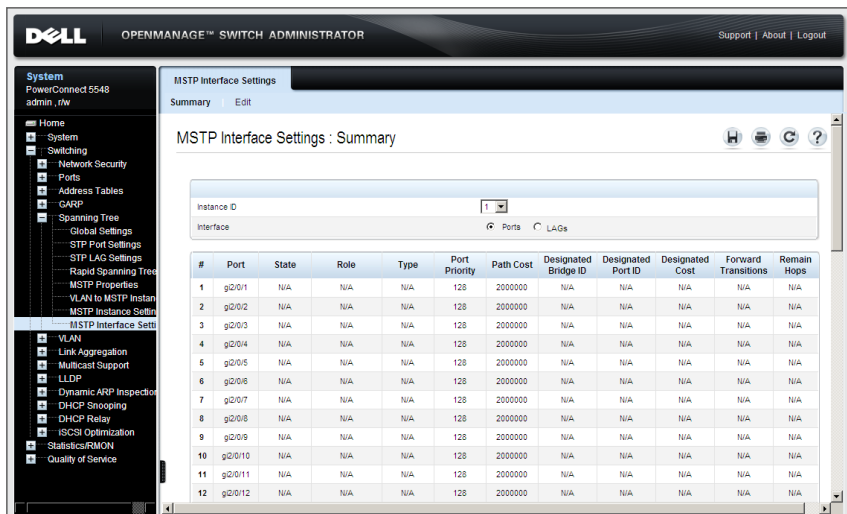 DELL
OPENMANAGE™ SWITCH ADMINISTRATOR
Support | About | Logout
System
PowerConnect 5548
admin , r/w
Home
System
Switching
Network Security
Ports
Address Tables
GARP
Spanning Tree
Global Settings
STP Port Settings
STP LAG Settings
Rapid Spanning Tree
MSTP Properties
VLAN to MSTP Instan
MSTP Instance Settin
MSTP Interface Setti
VLAN
Link Aggregation
Multicast Support
LLDP
Dynamic ARP Inspection
DHCP Snooping
DHCP Relay
iSCSI Optimization
Statistics/RMON
Quality of Service
MSTP Interface Settings
Summary | Edit
MSTP Interface Settings : Summary
?
Instance ID 1
Interface Ports LAGs
# Port State Role Type Port Priority Path Cost Designated Bridge ID Designated Port ID Designated Cost Forward Transitions Remain Hops
1 gi2/0/1 N/A N/A N/A 128 2000000 N/A N/A N/A N/A N/A
2 gi2/0/2 N/A N/A N/A 128 2000000 N/A N/A N/A N/A N/A
3 gi2/0/3 N/A N/A N/A 128 2000000 N/A N/A N/A N/A N/A
4 gi2/0/4 N/A N/A N/A 128 2000000 N/A N/A N/A N/A N/A
5 gi2/0/5 N/A N/A N/A 128 2000000 N/A N/A N/A N/A N/A
6 gi2/0/6 N/A N/A N/A 128 2000000 N/A N/A N/A N/A N/A
7 gi2/0/7 N/A N/A N/A 128 2000000 N/A N/A N/A N/A N/A
8 gi2/0/8 N/A N/A N/A 128 2000000 N/A N/A N/A N/A N/A
9 gi2/0/9 N/A N/A N/A 128 2000000 N/A N/A N/A N/A N/A
10 gi2/0/10 N/A N/A N/A 128 2000000 N/A N/A N/A N/A N/A
11 gi2/0/11 N/A N/A N/A 128 2000000 N/A N/A N/A N/A N/A
12 gi2/0/12 N/A N/A N/A 128 2000000 N/A N/A N/A N/A N/A